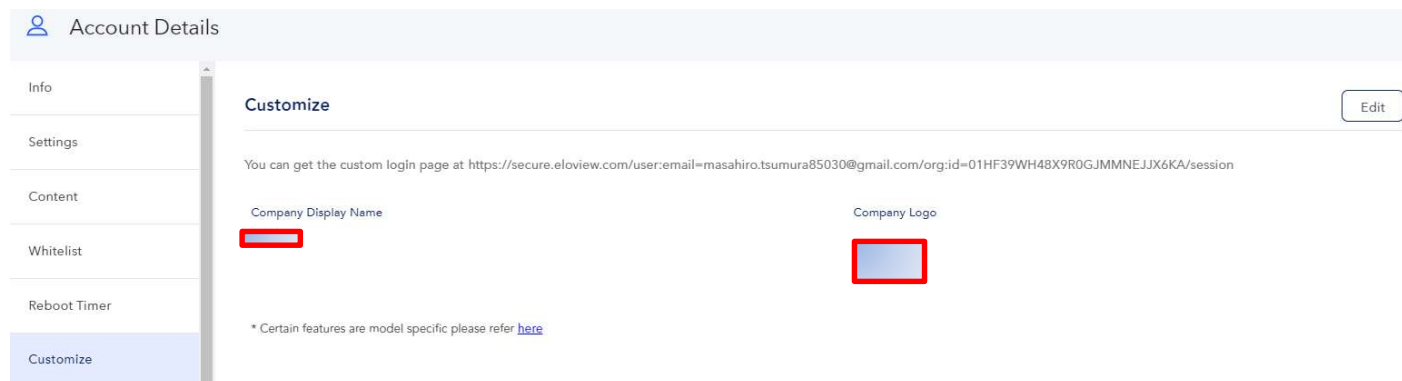 Account Details
Info
Settings
Content
Whitelist
Reboot Timer
Customize
Customize
Edit
You can get the custom login page at https://secure.eloview.com/user:email=masahiro.tsumura85030@gmail.com/org:id=01HF39WH48X9R0GJMMNEJJX6KA/session
Company Display Name
Company Logo
* Certain features are model specific please refer here